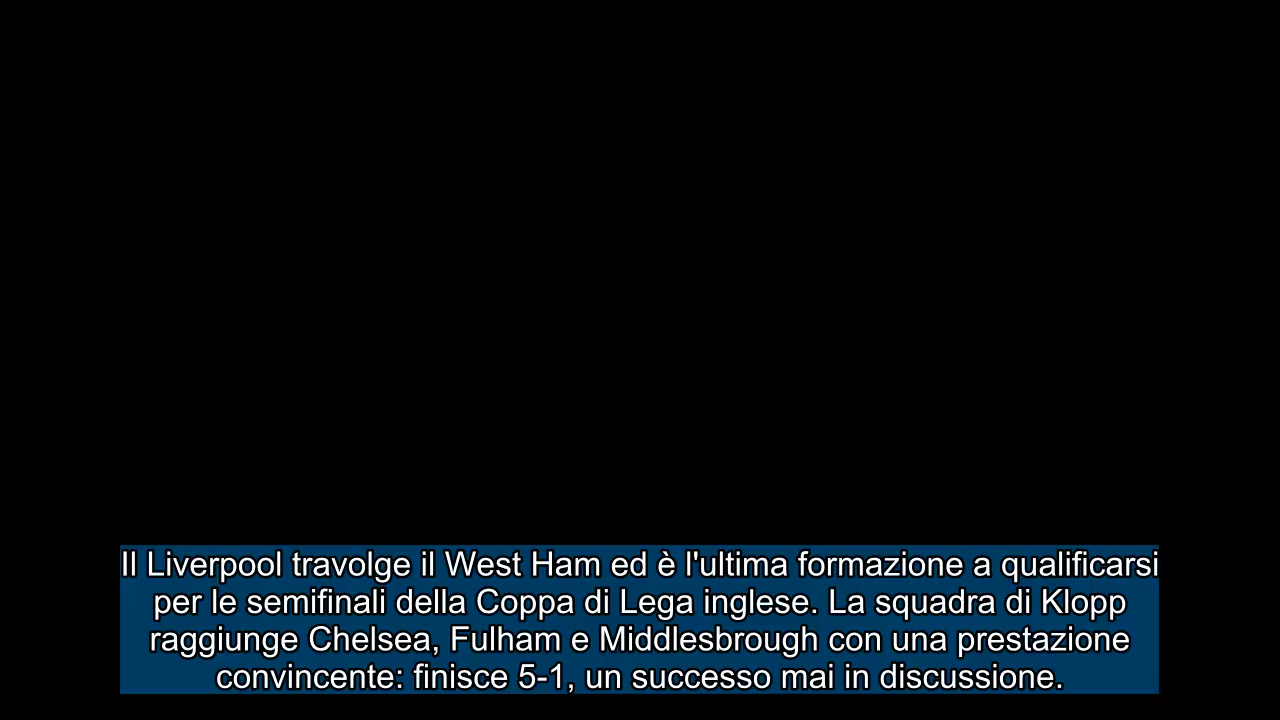 Il Liverpool travolge il West Ham ed è l'ultima formazione a qualificarsi
per le semifinali della Coppa di Lega inglese. La squadra di Klopp
raggiunge Chelsea, Fulham e Middlesbrough con una prestazione
convincente: finisce 5-1, un successo mai in discussione.